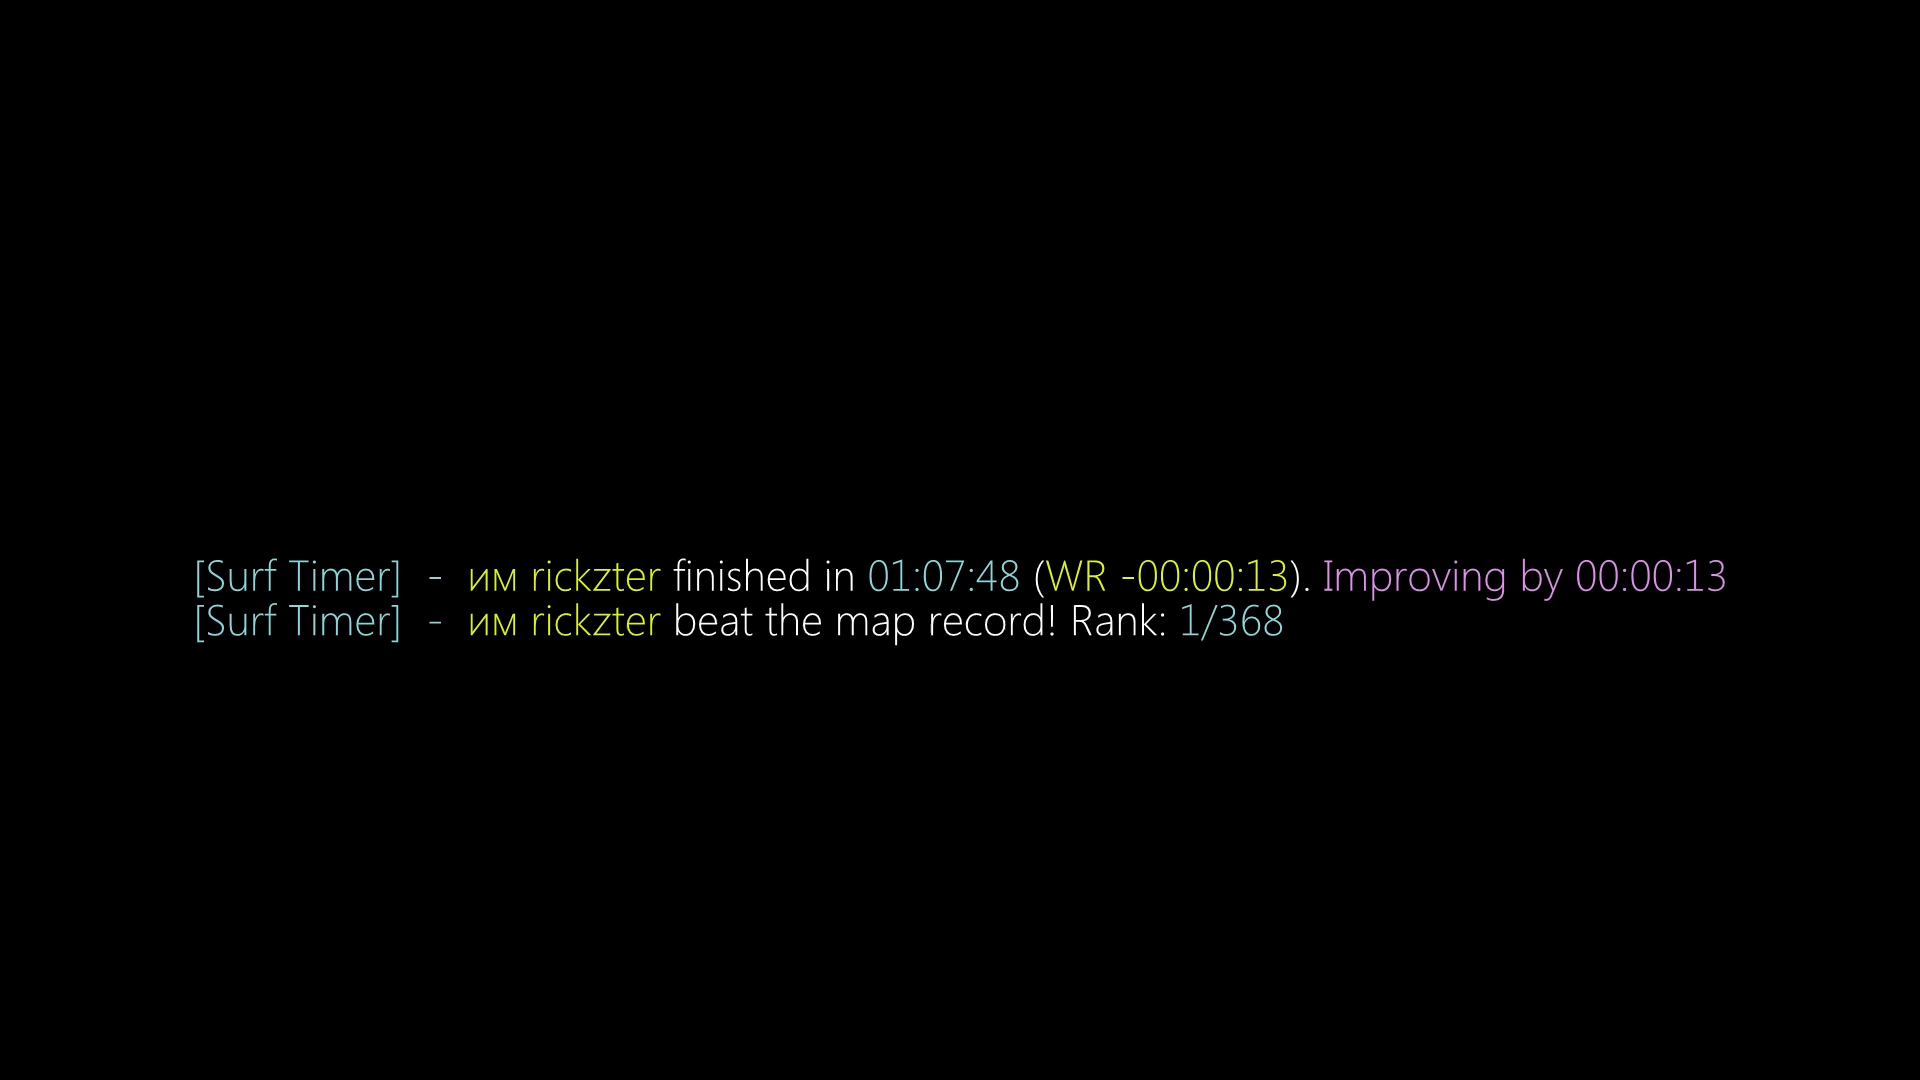 [Surf Timer] - им rickzter finished in 01:07:48 (WR -00:00:13). Improving by 00:00:13
[Surf Timer] - им rickzter beat the map record! Rank: 1/368